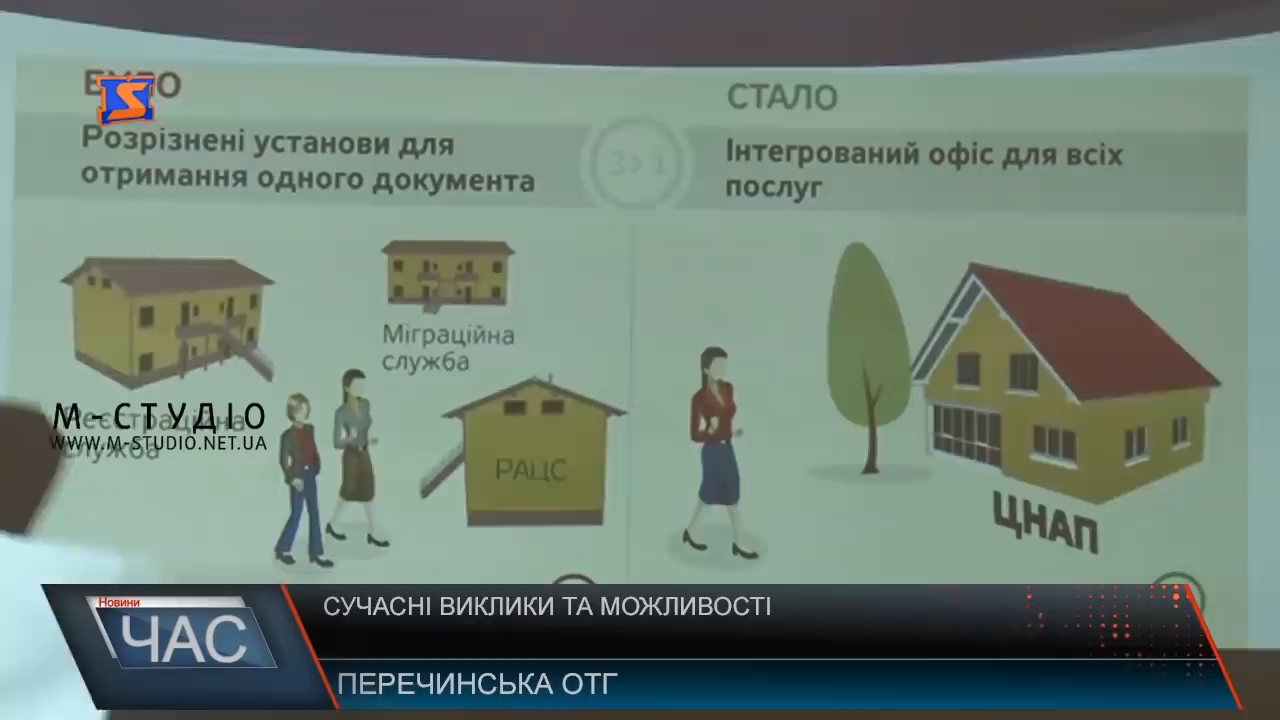 СТАЛО
Розрізнені установи для
отримання одного документа
3>1
Інтегрований офіс для всіх
послуг
Міграційна
служба
М-СТУДІО
WWW.M-STUDIO.NET.UA
служба
РАЦС
ЦНАП
Новини
ЧАС
СУЧАСНІ ВИКЛИКИ ТА МОЖЛИВОСТІ
ПЕРЕЧИНСЬКА ОТГ